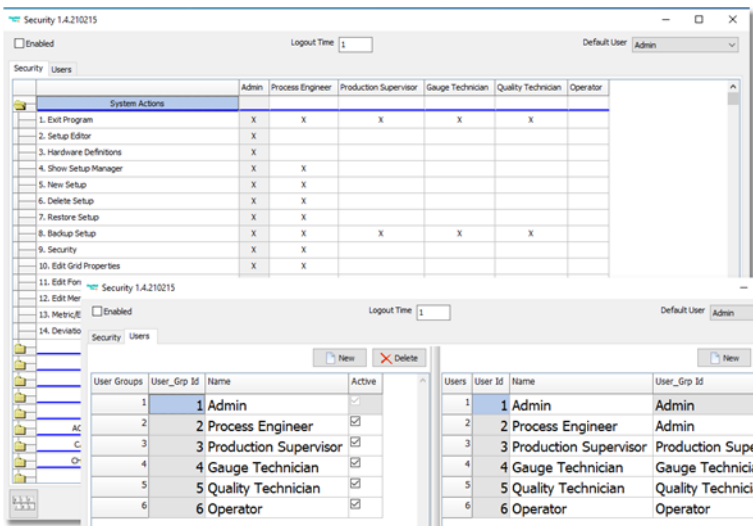 Security 1.4.210215
Enabled Logout Time 1 Default User Admin
Security Users
Admin Process Engineer Production Supervisor Gauge Technician Quality Technician Operator
System Actions
1. Exit Program X X X X X
2. Setup Editor X
3. Hardware Definitions X
4. Show Setup Manager X X
5. New Setup X X
6. Delete Setup X X
7. Restore Setup X X
8. Backup Setup X X X X X
9. Security X X
10. Edit Grid Properties X X
11. Edit Fon
12. Edit Mer
13. Metric/E
14. Deviatio
AC
CA
CH
Security 1.4.210215
Enabled Logout Time 1 Default User Admin
Security Users
New Delete New
User Groups User_Grp Id Name Active Users User Id Name User_Grp Id
1 1 Admin 1 1 Admin Admin
2 2 Process Engineer 2 2 Process Engineer Admin
3 3 Production Supervisor 3 3 Production Supervisor Production Supe
4 4 Gauge Technician 4 4 Gauge Technician Gauge Technicia
5 5 Quality Technician 5 5 Quality Technician Quality Technicia
6 6 Operator 6 6 Operator Operator